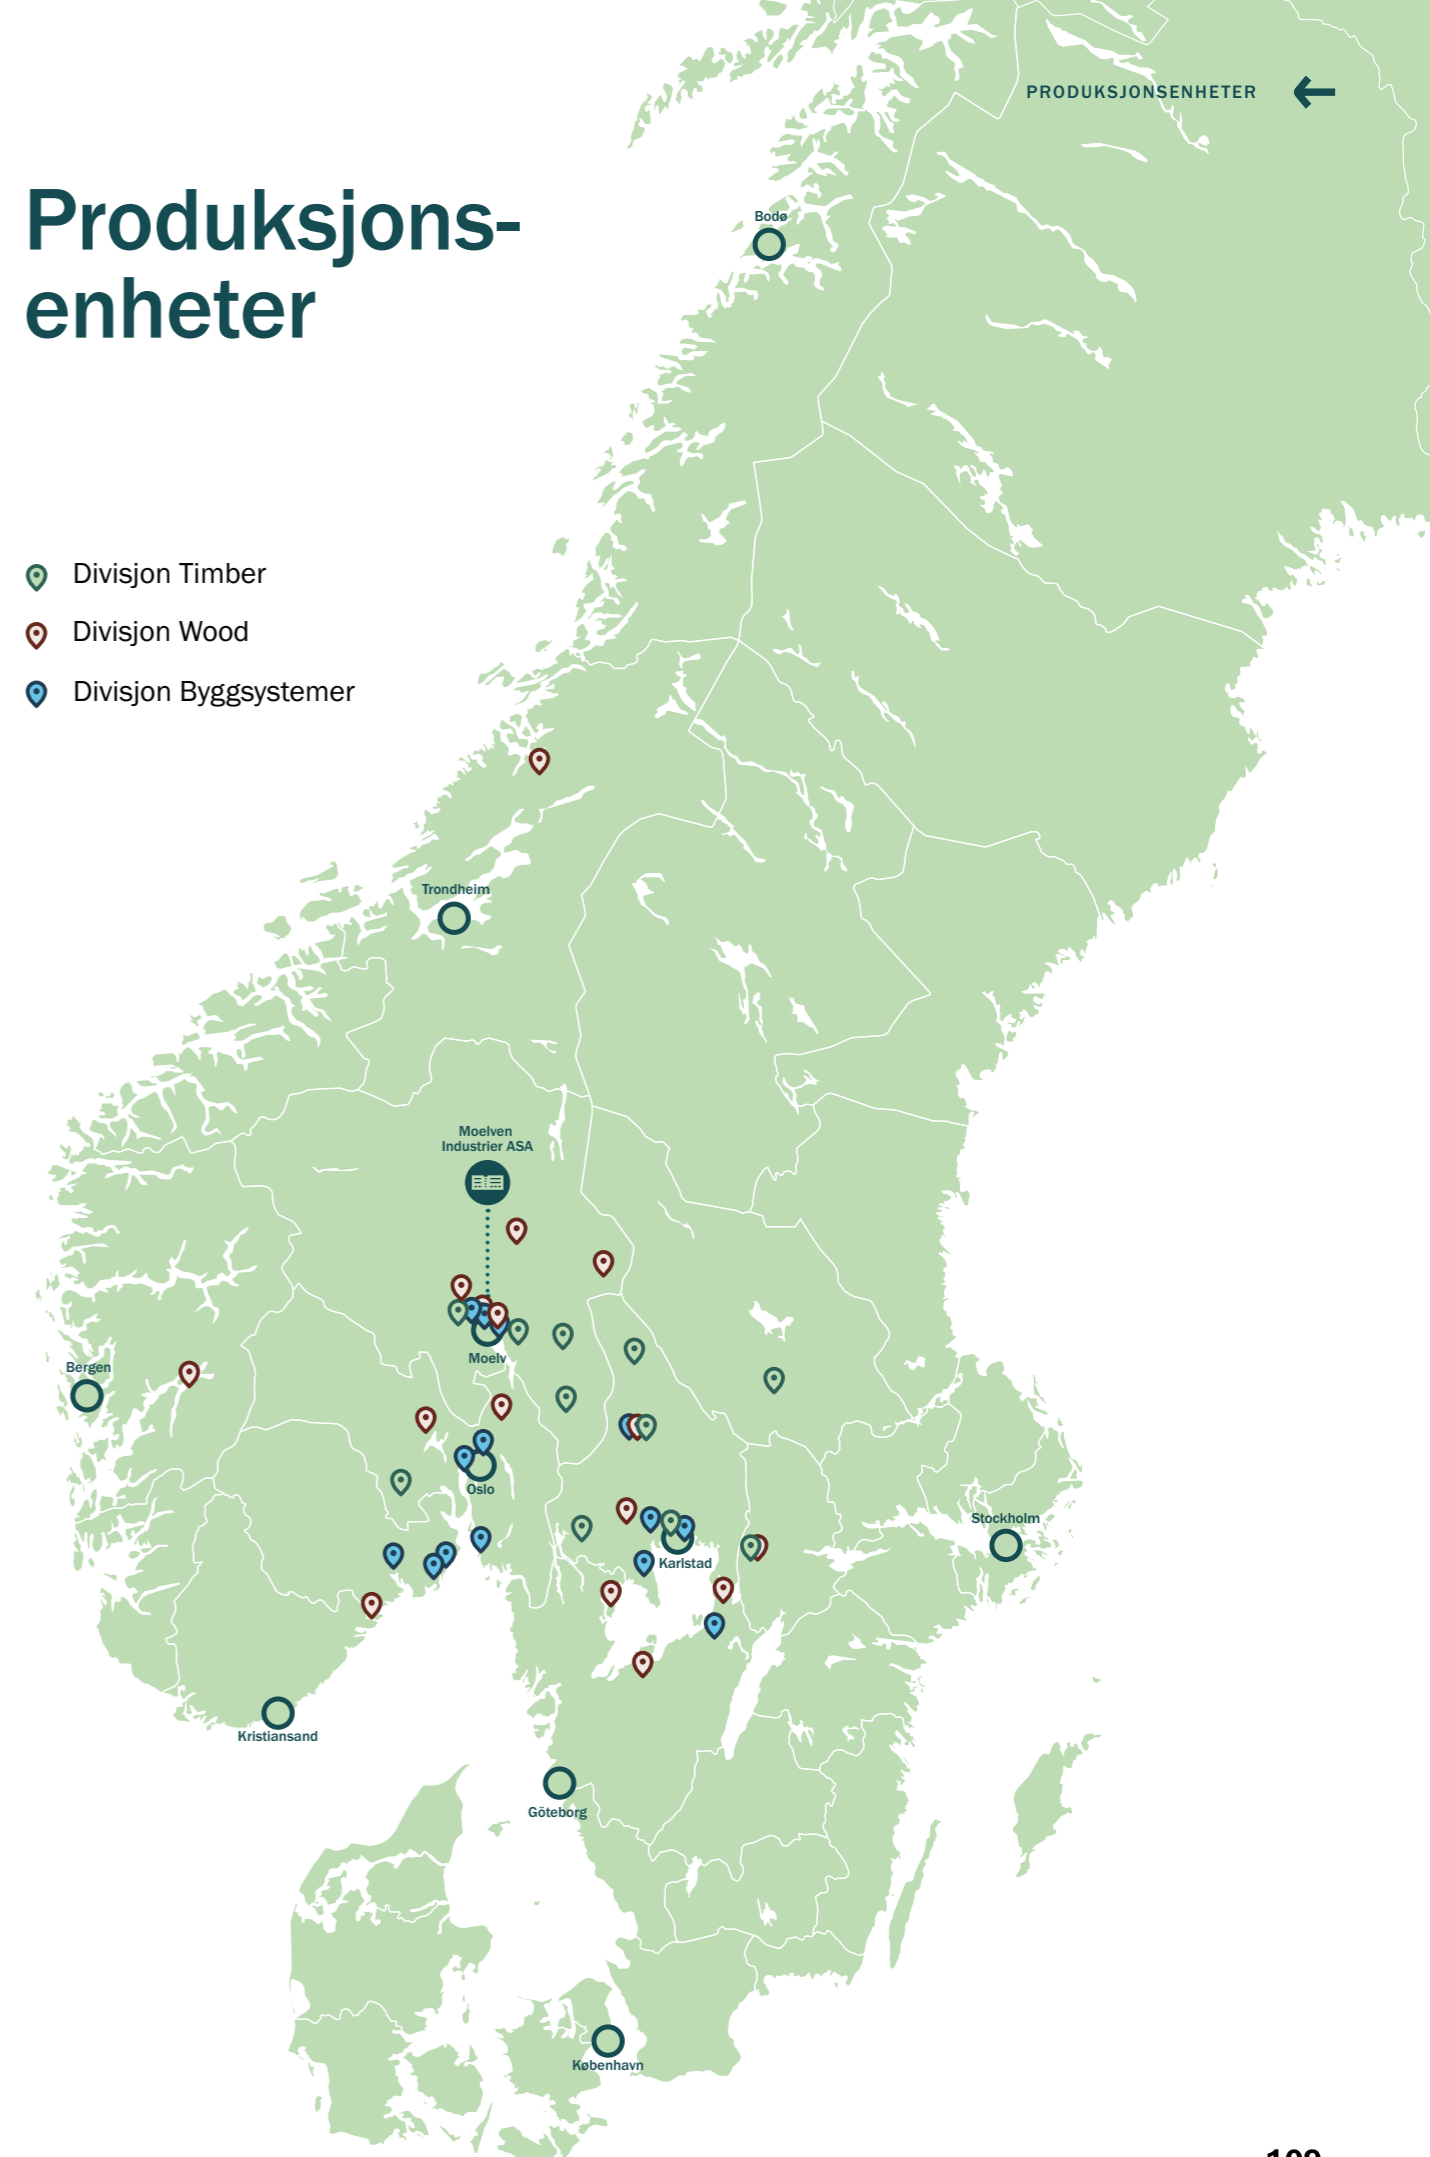 PRODUKSJONSENHETER
Produksjons-
enheter
Bodø
Divisjon Timber
Divisjon Wood
Divisjon Byggsystemer
Trondheim
Moelven
Industrier ASA
Moelv
Bergen
Oslo
Stockholm
Karlstad
Kristiansand
Göteborg
København